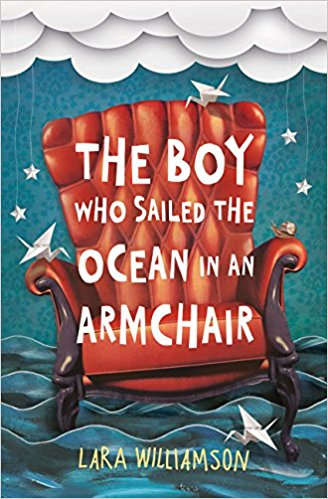 THE BOY
WHO SAILED THE
OCEAN IN AN
ARMCHAIR
LARA WILLIAMSON